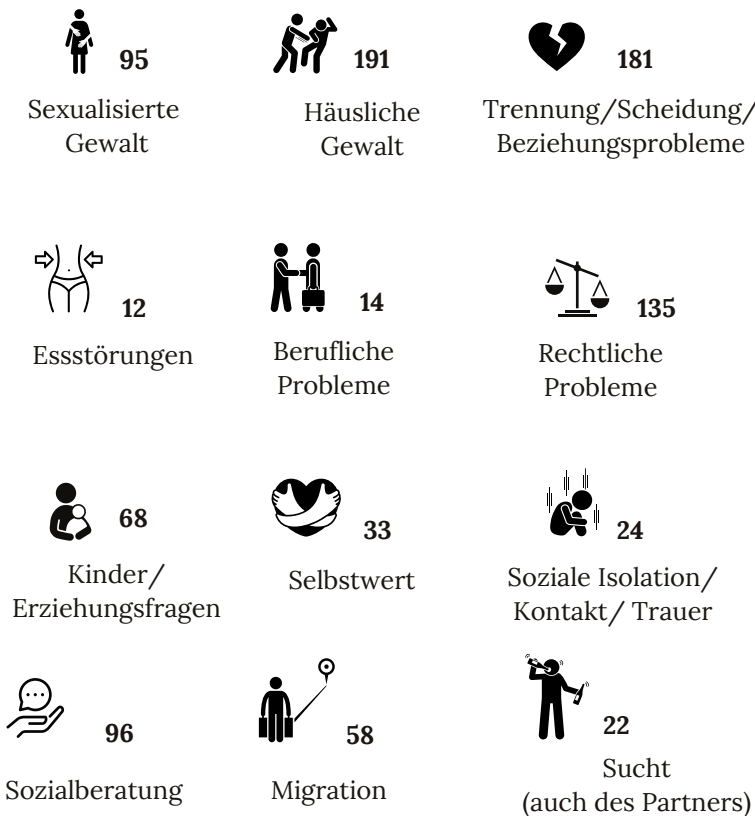 95
Sexualisierte
Gewalt
191
Häusliche
Gewalt
181
Trennung/Scheidung/
Beziehungsprobleme
12
Essstörungen
14
Berufliche
Probleme
135
Rechtliche
Probleme
68
Kinder/
Erziehungsfragen
33
Selbstwert
24
Soziale Isolation/
Kontakt/ Trauer
96
Sozialberatung
58
Migration
22
Sucht
(auch des Partners)